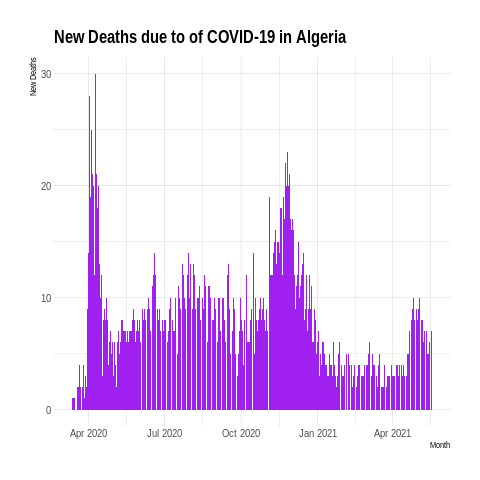 New Deaths due to of COVID-19 in Algeria
New Deaths
30
20
10
0
Apr 2020 Jul 2020 Oct 2020 Jan 2021 Apr 2021
Month